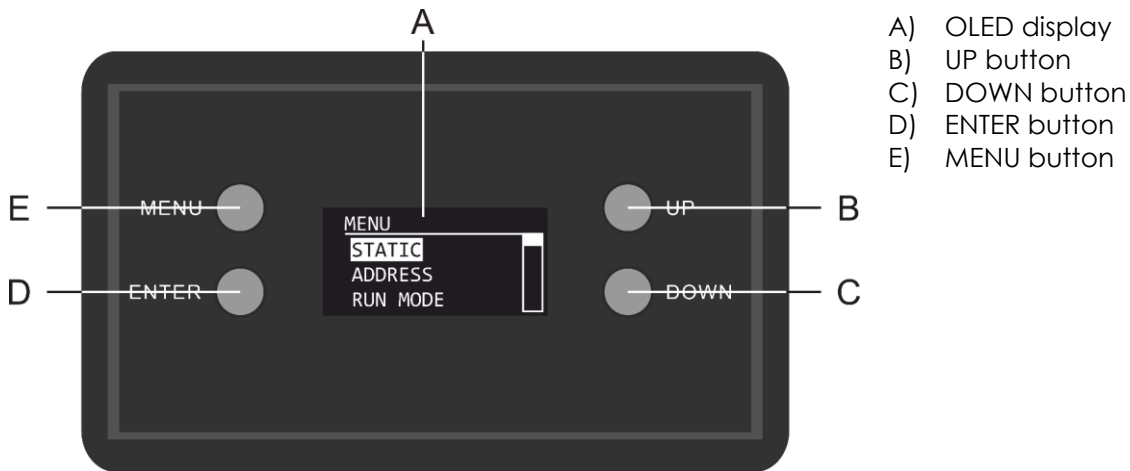 A
A) OLED display
B) UP button
C) DOWN button
D) ENTER button
E) MENU button
E MENU
UP B
MENU
STATIC
ADDRESS
RUN MODE
D ENTER
DOWN C